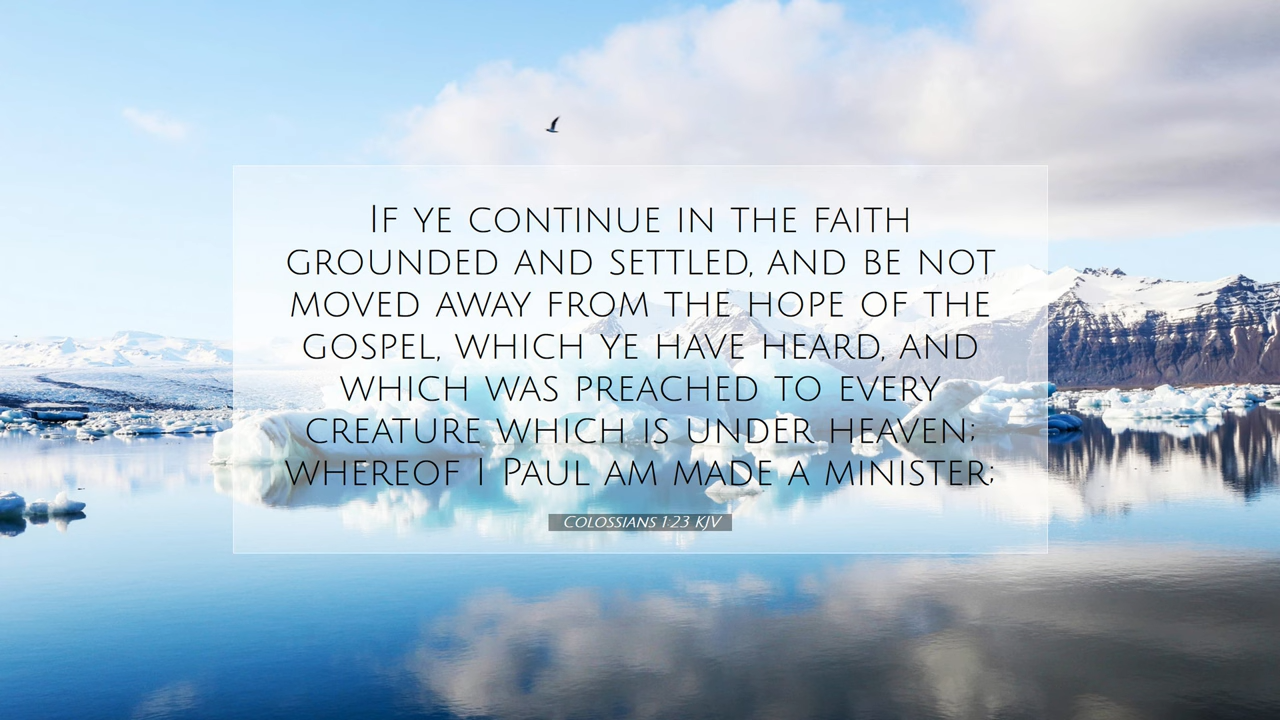 If ye continue in the faith
grounded and settled, and be not
moved away from the hope of the
gospel, which ye have heard, and
which was preached to every
creature which is under heaven;
whereof I Paul am made a minister;
Colossians 1:23 KJV